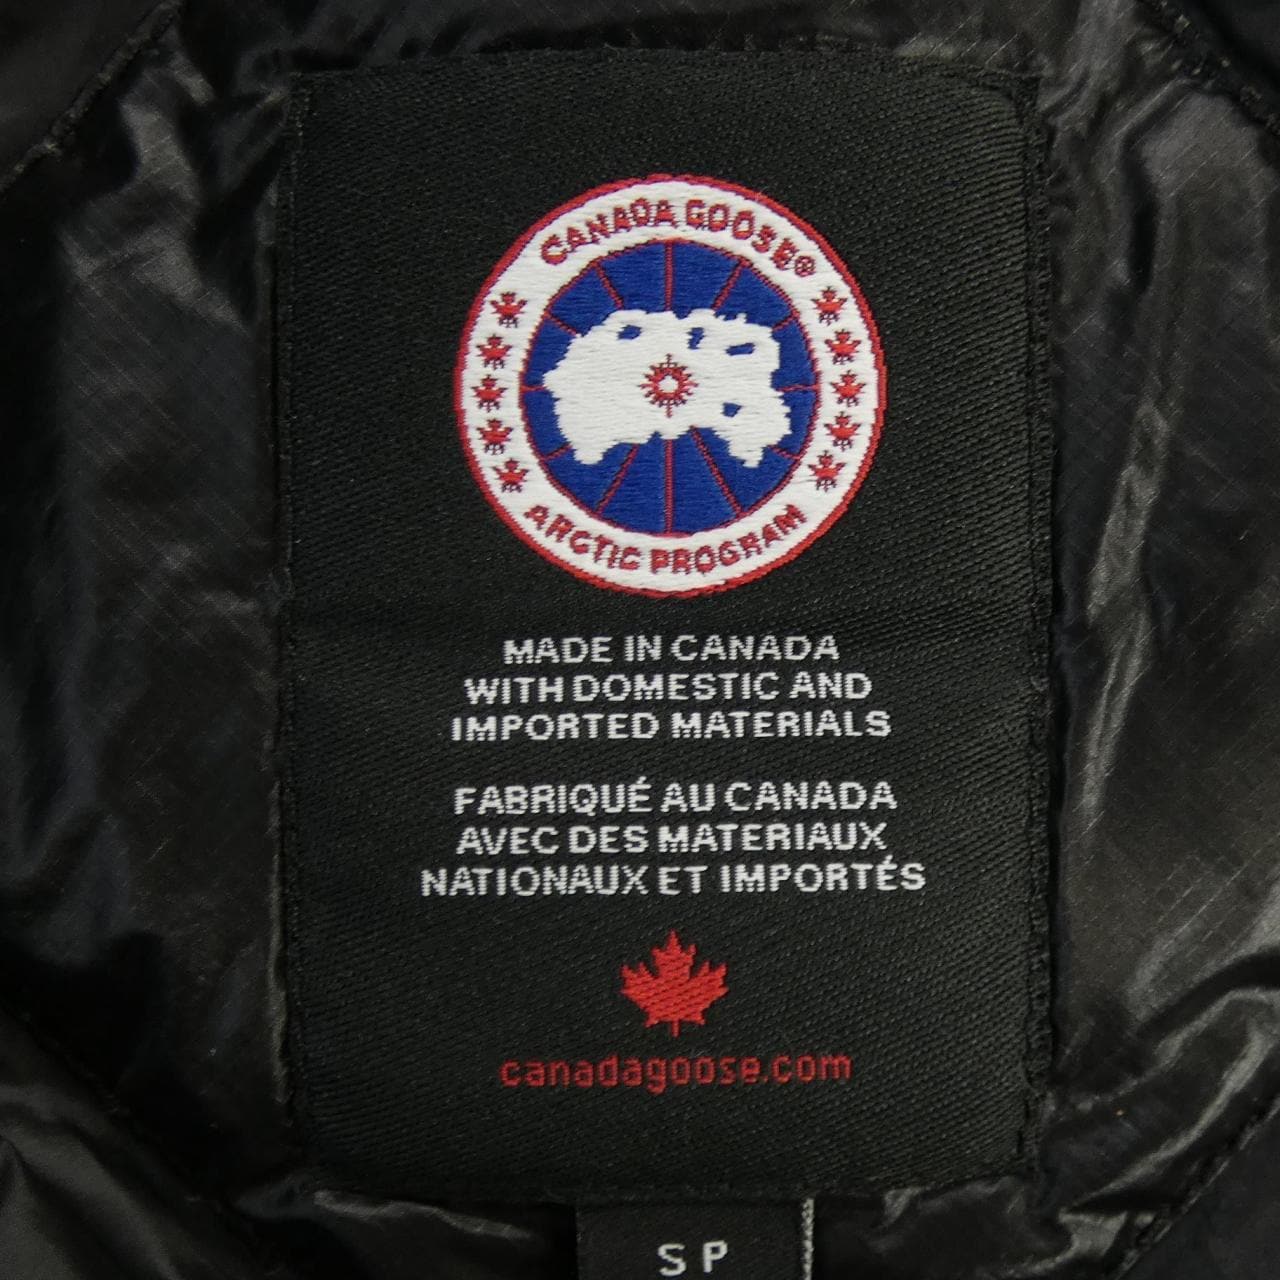 CANADA GOOSE®
ARCTIC PROGRAM
MADE IN CANADA
WITH DOMESTIC AND
IMPORTED MATERIALS
FABRIQUÉ AU CANADA
AVEC DES MATERIAUX
NATIONAUX ET IMPORTÉS
canadagoose.com
S P